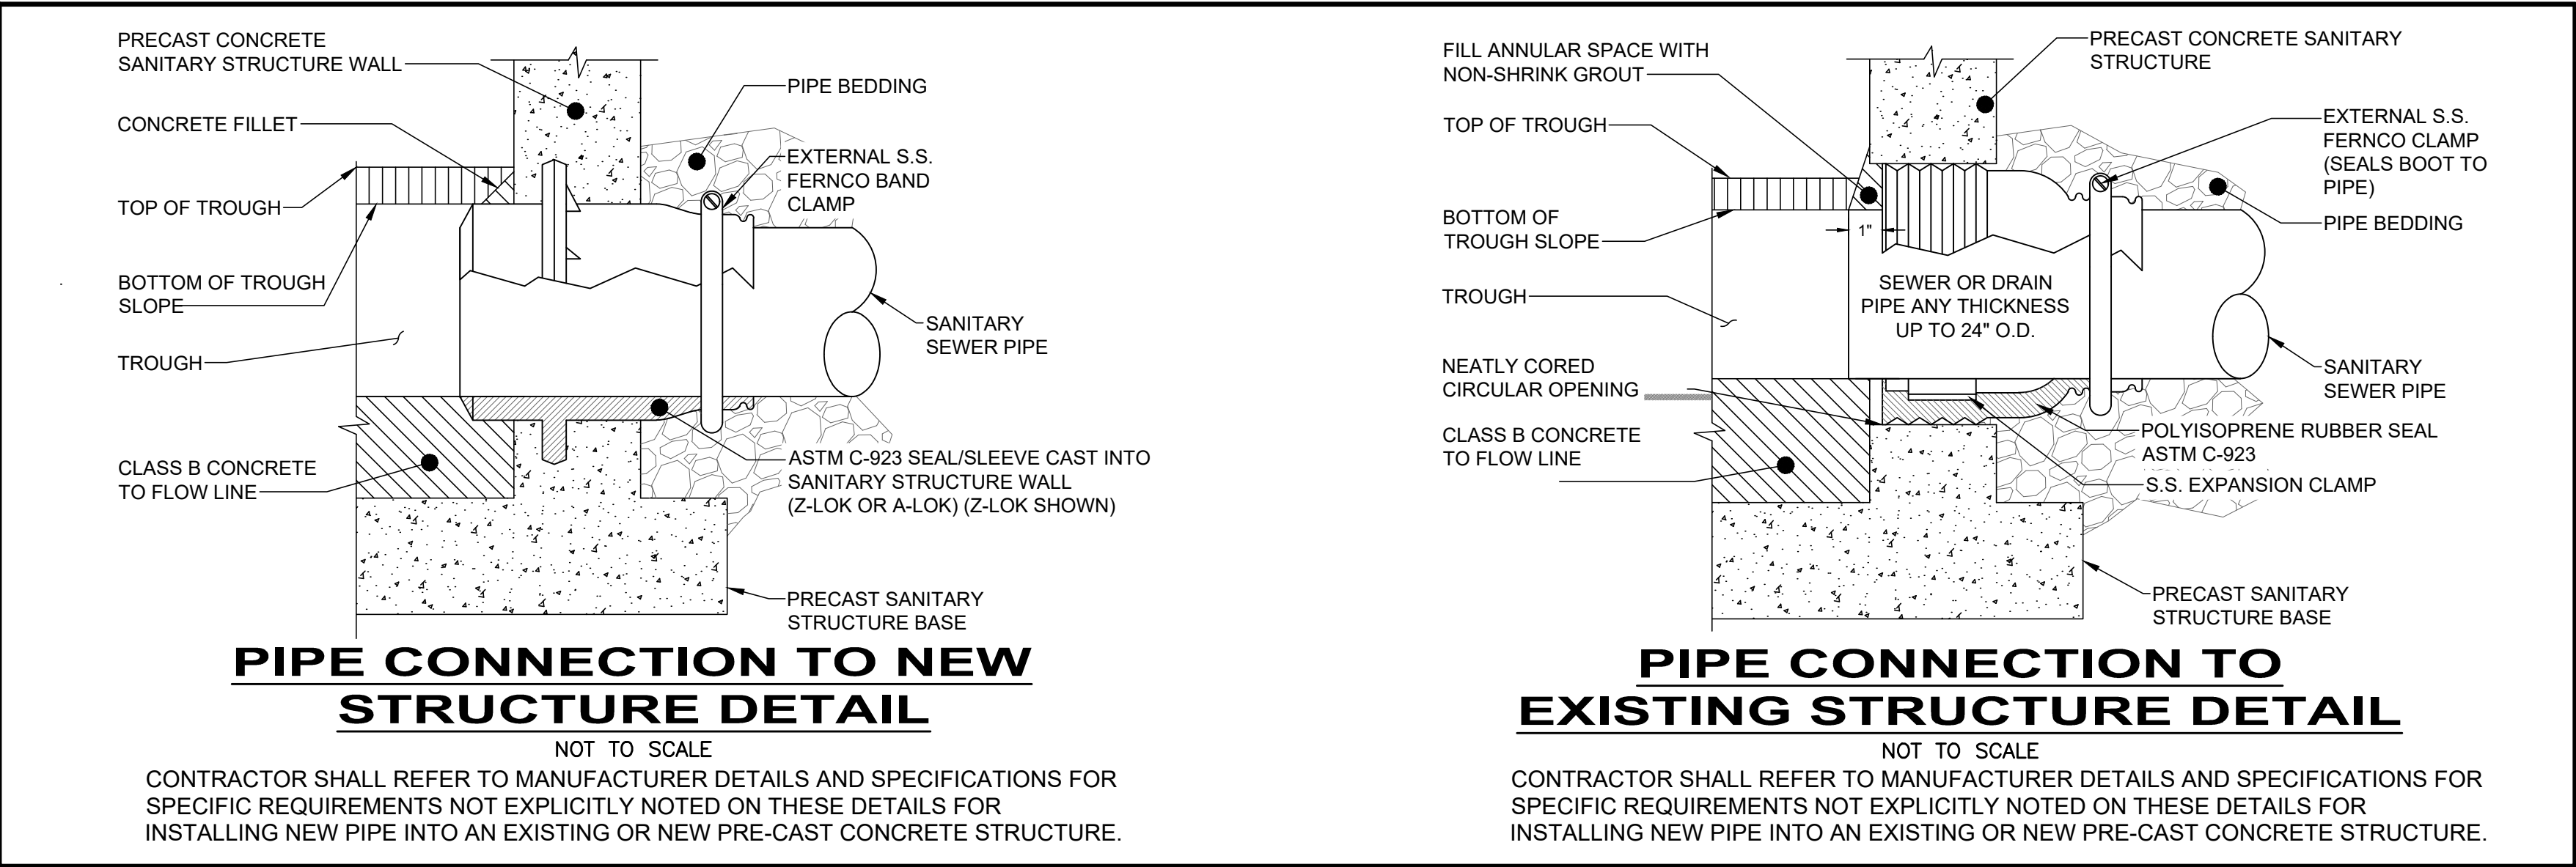 PRECAST CONCRETE
SANITARY STRUCTURE WALL
CONCRETE FILLET
TOP OF TROUGH
BOTTOM OF TROUGH
SLOPE
TROUGH
CLASS B CONCRETE
TO FLOW LINE
PIPE BEDDING
EXTERNAL S.S.
FERNCO BAND
CLAMP
SANITARY
SEWER PIPE
ASTM C-923 SEAL/SLEEVE CAST INTO
SANITARY STRUCTURE WALL
(Z-LOK OR A-LOK) (Z-LOK SHOWN)
PRECAST SANITARY
STRUCTURE BASE
PIPE CONNECTION TO NEW
STRUCTURE DETAIL
NOT TO SCALE
CONTRACTOR SHALL REFER TO MANUFACTURER DETAILS AND SPECIFICATIONS FOR
SPECIFIC REQUIREMENTS NOT EXPLICITLY NOTED ON THESE DETAILS FOR
INSTALLING NEW PIPE INTO AN EXISTING OR NEW PRE-CAST CONCRETE STRUCTURE.
FILL ANNULAR SPACE WITH
NON-SHRINK GROUT
TOP OF TROUGH
BOTTOM OF
TROUGH SLOPE
TROUGH
NEATLY CORED
CIRCULAR OPENING
CLASS B CONCRETE
TO FLOW LINE
1"
SEWER OR DRAIN
PIPE ANY THICKNESS
UP TO 24" O.D.
PRECAST CONCRETE SANITARY
STRUCTURE
EXTERNAL S.S.
FERNCO CLAMP
(SEALS BOOT TO
PIPE)
PIPE BEDDING
SANITARY
SEWER PIPE
POLYISOPRENE RUBBER SEAL
ASTM C-923
S.S. EXPANSION CLAMP
PRECAST SANITARY
STRUCTURE BASE
PIPE CONNECTION TO
EXISTING STRUCTURE DETAIL
NOT TO SCALE
CONTRACTOR SHALL REFER TO MANUFACTURER DETAILS AND SPECIFICATIONS FOR
SPECIFIC REQUIREMENTS NOT EXPLICITLY NOTED ON THESE DETAILS FOR
INSTALLING NEW PIPE INTO AN EXISTING OR NEW PRE-CAST CONCRETE STRUCTURE.